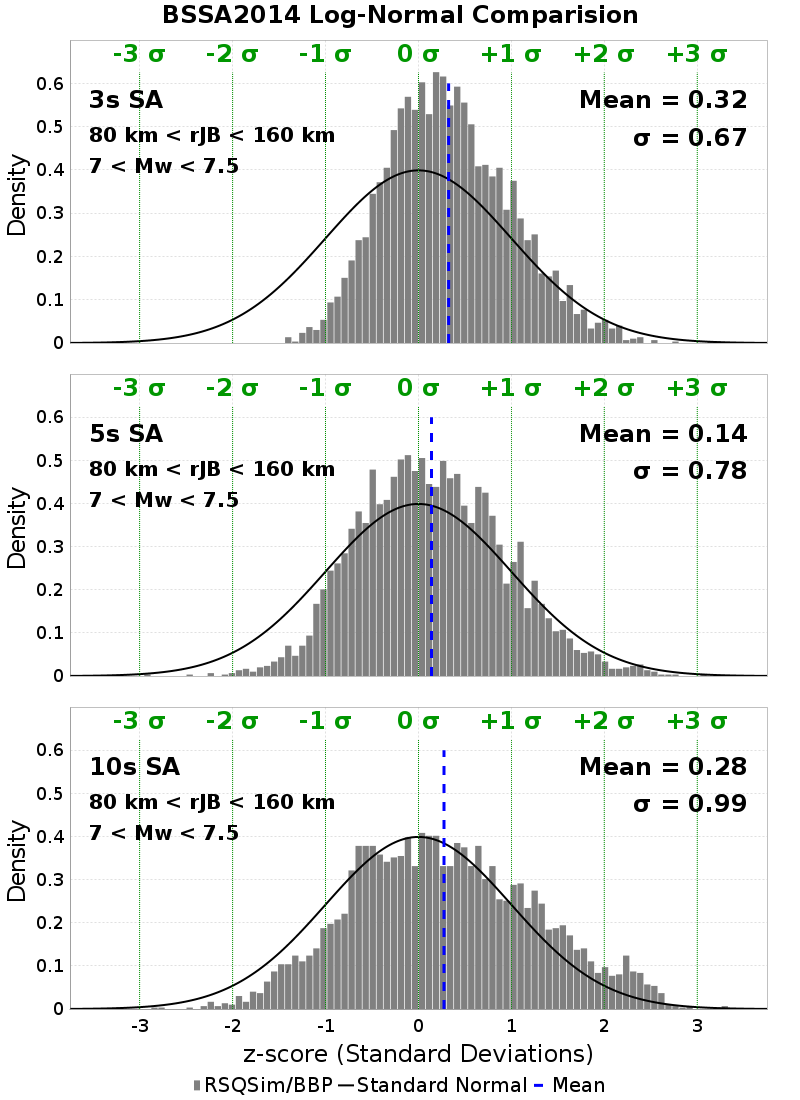 BSSA2014 Log-Normal Comparision
-3 σ -2 σ -1 σ 0 σ +1 σ +2 σ +3 σ
0.6
3s SA Mean = 0.32
0.5
80 km < rJB < 160 km σ = 0.67
7 < Mw < 7.5
0.4
Density
0.3
0.2
0.1
0
-3 σ -2 σ -1 σ 0 σ +1 σ +2 σ +3 σ
0.6
5s SA Mean = 0.14
0.5
80 km < rJB < 160 km σ = 0.78
7 < Mw < 7.5
0.4
Density
0.3
0.2
0.1
0
-3 σ -2 σ -1 σ 0 σ +1 σ +2 σ +3 σ
0.6
10s SA Mean = 0.28
0.5
80 km < rJB < 160 km σ = 0.99
7 < Mw < 7.5
0.4
Density
0.3
0.2
0.1
0
-3 -2 -1 0 1 2 3
z-score (Standard Deviations)
RSQSim/BBP Standard Normal Mean